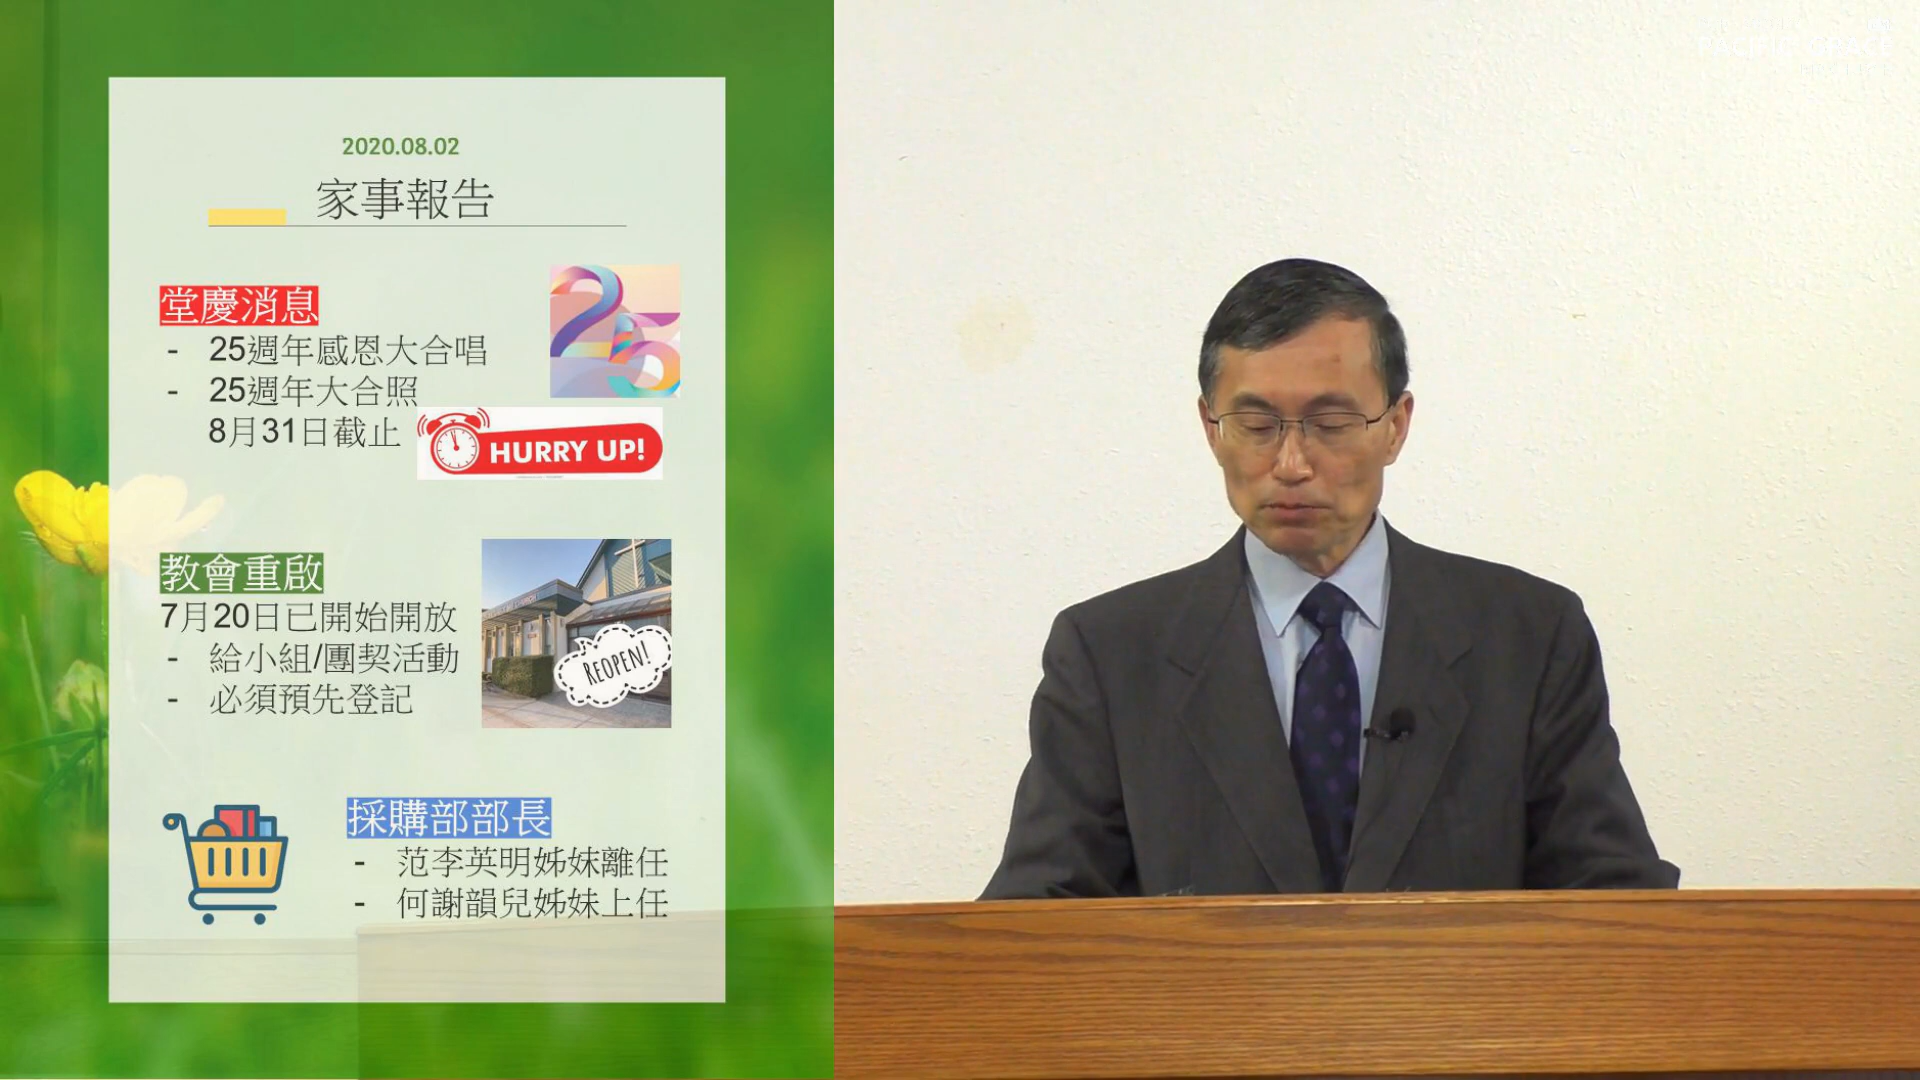 2020.08.02
家事報告
堂慶消息
- 25週年感恩大合唱
- 25週年大合照
8月31日截止
HURRY UP!
教會重啟
7月20日已開始開放
- 給小組/團契活動
- 必須預先登記
REOPEN!
採購部部長
- 范李英明姊妹離任
- 何謝韻兒姊妹上任
PACIFIC GRACE